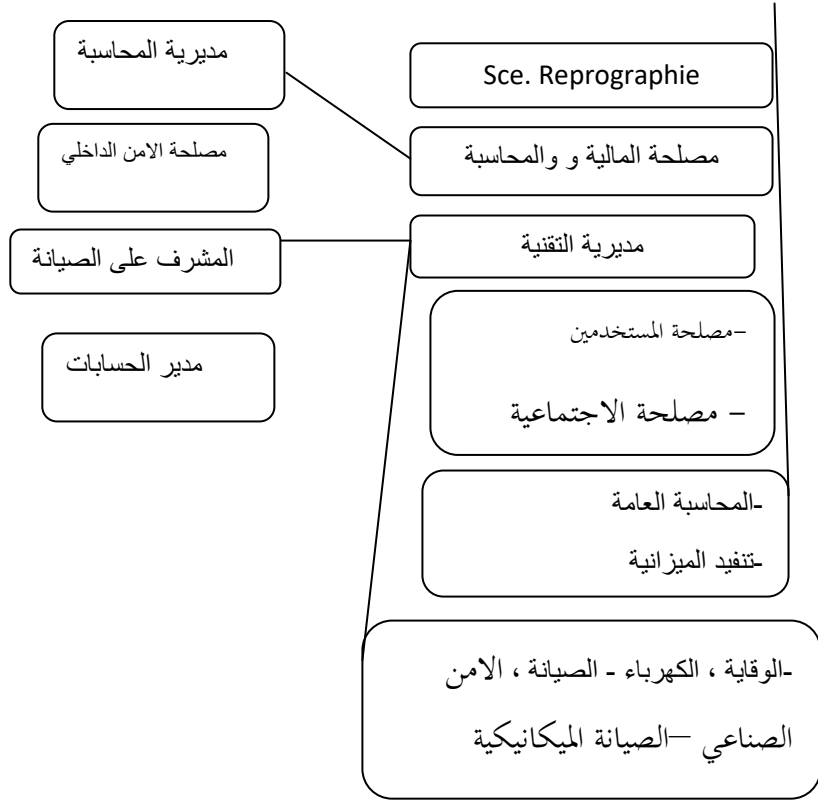 مديرية المحاسبة
Sce. Reprographie
مصلحة الامن الداخلي
مصلحة المالية و والمحاسبة
المشرف على الصيانة
مديرية التقنية
مدير الحسابات
-مصلحة المستخدمين
- مصلحة الاجتماعية
-المحاسبة العامة
-تنفيد الميزانية
-الوقاية ، الكهرباء - الصيانة ، الامن
الصناعي –الصيانة الميكانيكية